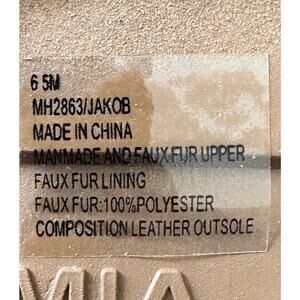 6 5M
MH2863/JAKOB
MADE IN CHINA
MANMADE AND FAUX FUR UPPER
FAUX FUR LINING
FAUX FUR:100%POLYESTER
COMPOSITION LEATHER OUTSOLE
MIA